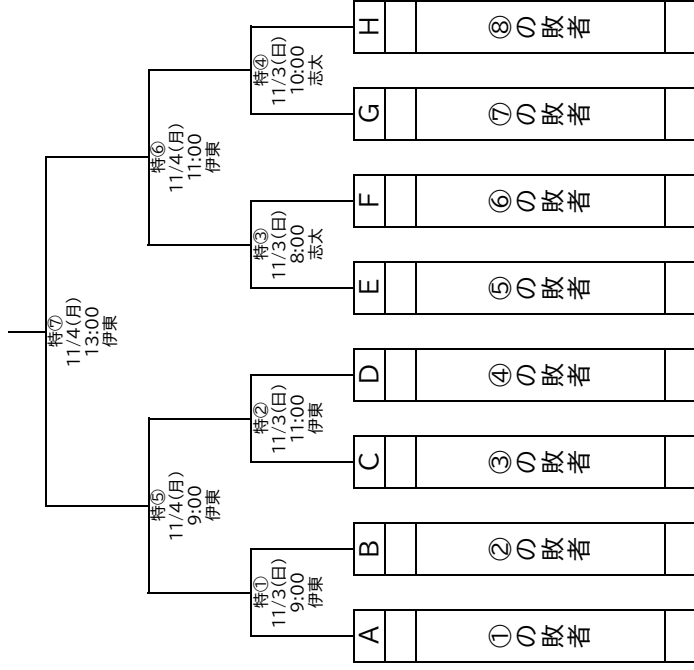 特⑦
11/4(月)
13:00
伊東
特⑤
11/4(月)
9:00
伊東
特⑥
11/4(月)
11:00
伊東
特①
11/3(日)
9:00
伊東
特②
11/3(日)
11:00
伊東
特③
11/3(日)
8:00
志太
特④
11/3(日)
10:00
志太
A
①の敗者
B
②の敗者
C
③の敗者
D
④の敗者
E
⑤の敗者
F
⑥の敗者
G
⑦の敗者
H
⑧の敗者